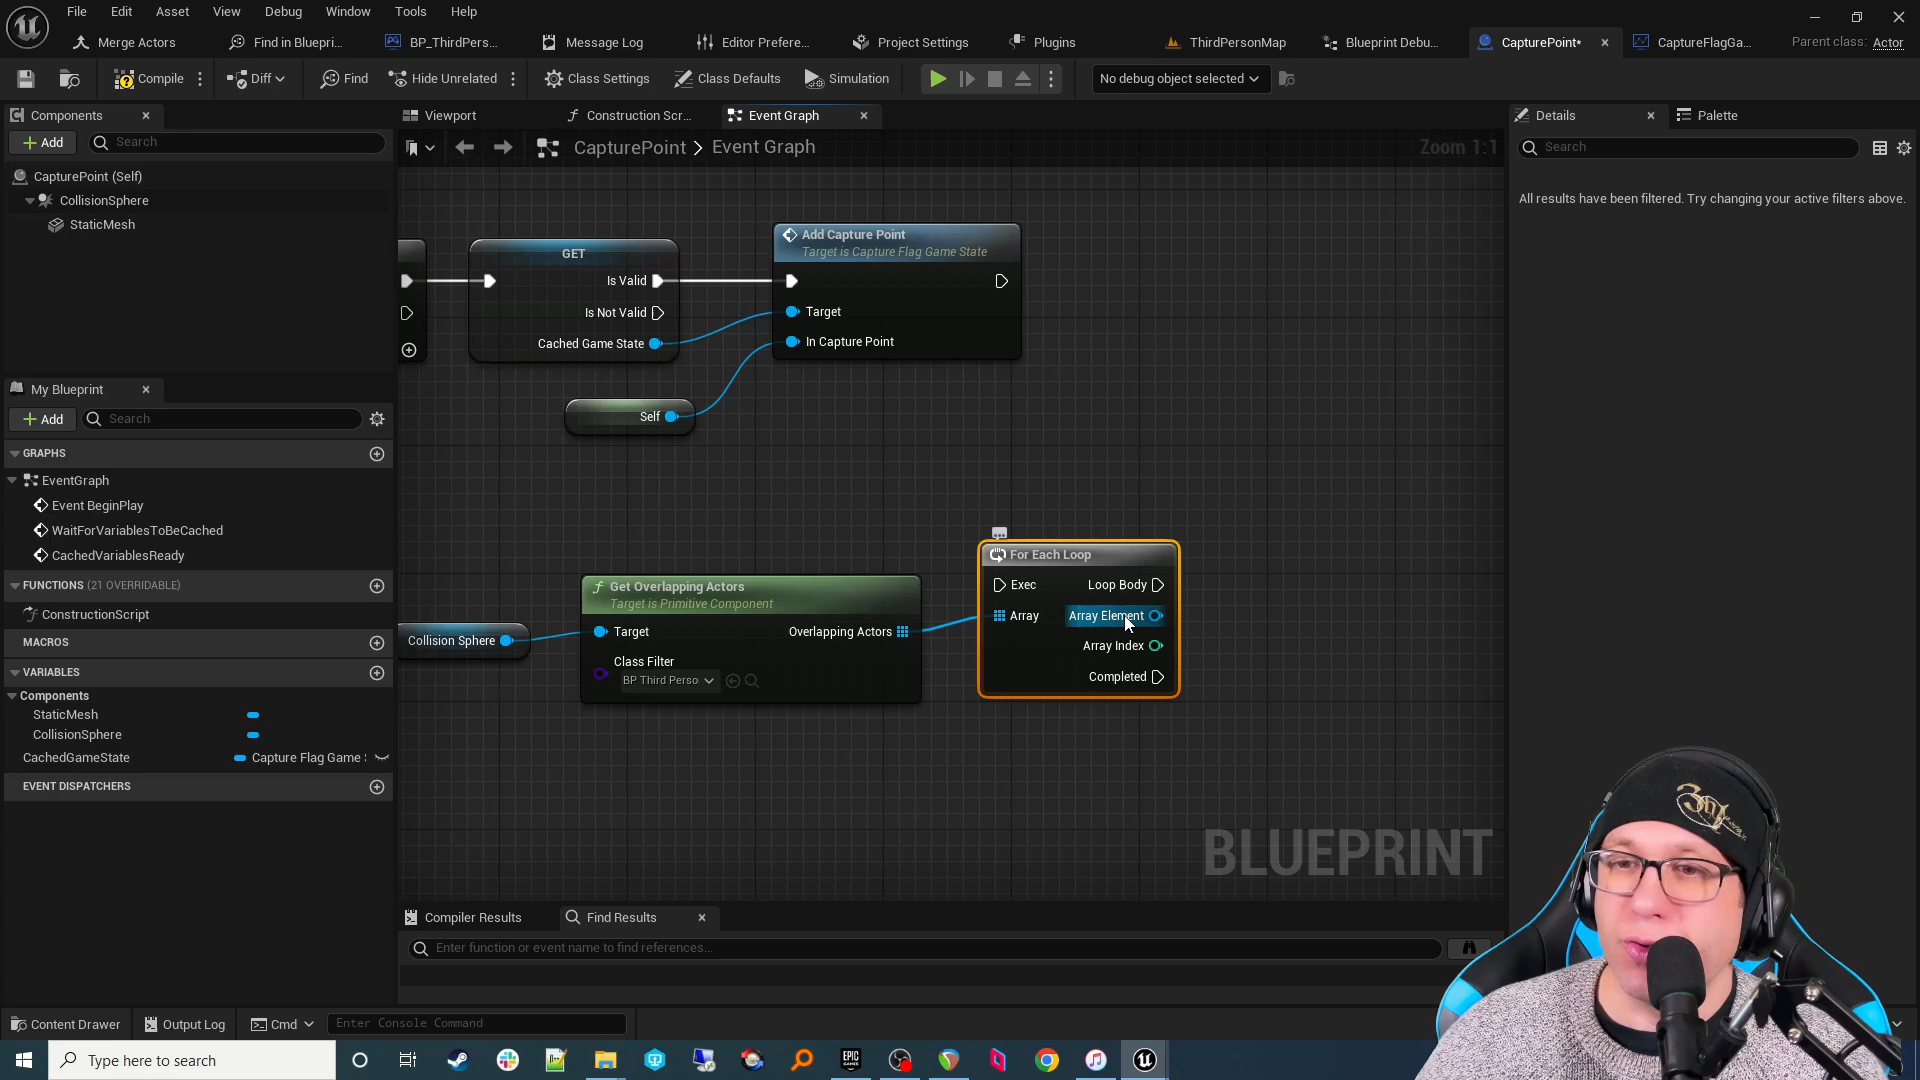 File Edit Asset View Debug Window Tools Help
Merge Actors Find in Bluepri... BP_ThirdPers... Message Log Editor Prefere... Project Settings Plugins ThirdPersonMap Blueprint Debu... CapturePoint* CaptureFlagGa... Parent class: Actor
Compile Diff Find Hide Unrelated Class Settings Class Defaults Simulation No debug object selected
Components Viewport Construction Scr... Event Graph Details Palette
Add Search
CapturePoint > Event Graph Zoom 1:1
Search
CapturePoint (Self)
CollisionSphere
StaticMesh
All results have been filtered. Try changing your active filters above.
GET
Is Valid
Is Not Valid
Cached Game State
Add Capture Point
Target is Capture Flag Game State
Target
In Capture Point
Self
My Blueprint
Add Search
GRAPHS
EventGraph
Event BeginPlay
WaitForVariablesToBeCached
CachedVariablesReady
FUNCTIONS (21 OVERRIDABLE)
ConstructionScript
MACROS
VARIABLES
Components
StaticMesh
CollisionSphere
CachedGameState Capture Flag Game
EVENT DISPATCHERS
Collision Sphere
Get Overlapping Actors
Target is Primitive Component
Target Overlapping Actors
Class Filter
BP Third Perso
For Each Loop
Exec Loop Body
Array Array Element
Array Index
Completed
BLUEPRINT
Compiler Results Find Results
Enter function or event name to find references...
Content Drawer Output Log Cmd Enter Console Command
Type here to search
EPIC
GAMES